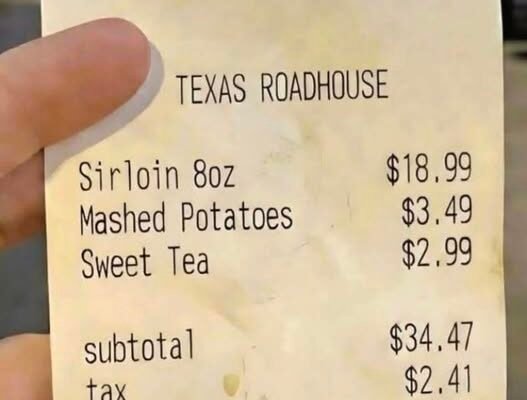 TEXAS ROADHOUSE
Sirloin 8oz $18.99
Mashed Potatoes $3.49
Sweet Tea $2.99
subtotal $34.47
tax $2.41